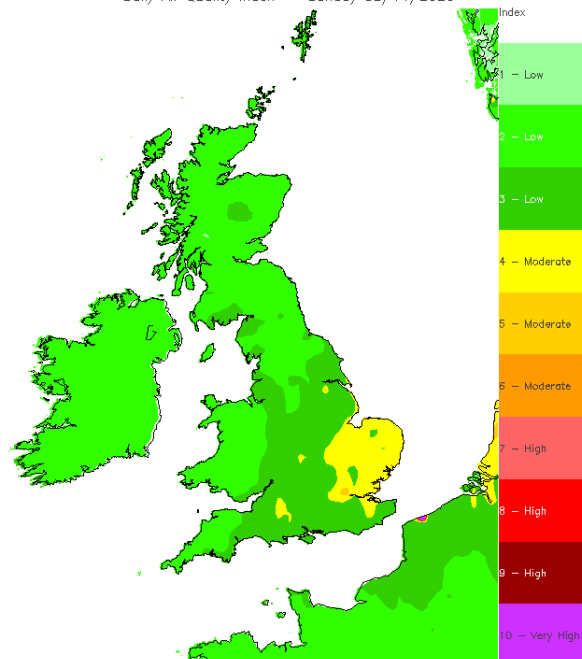 Index
1 - Low
2 - Low
3 - Low
4 - Moderate
5 - Moderate
6 - Moderate
7 - High
8 - High
9 - High
10 - Very High